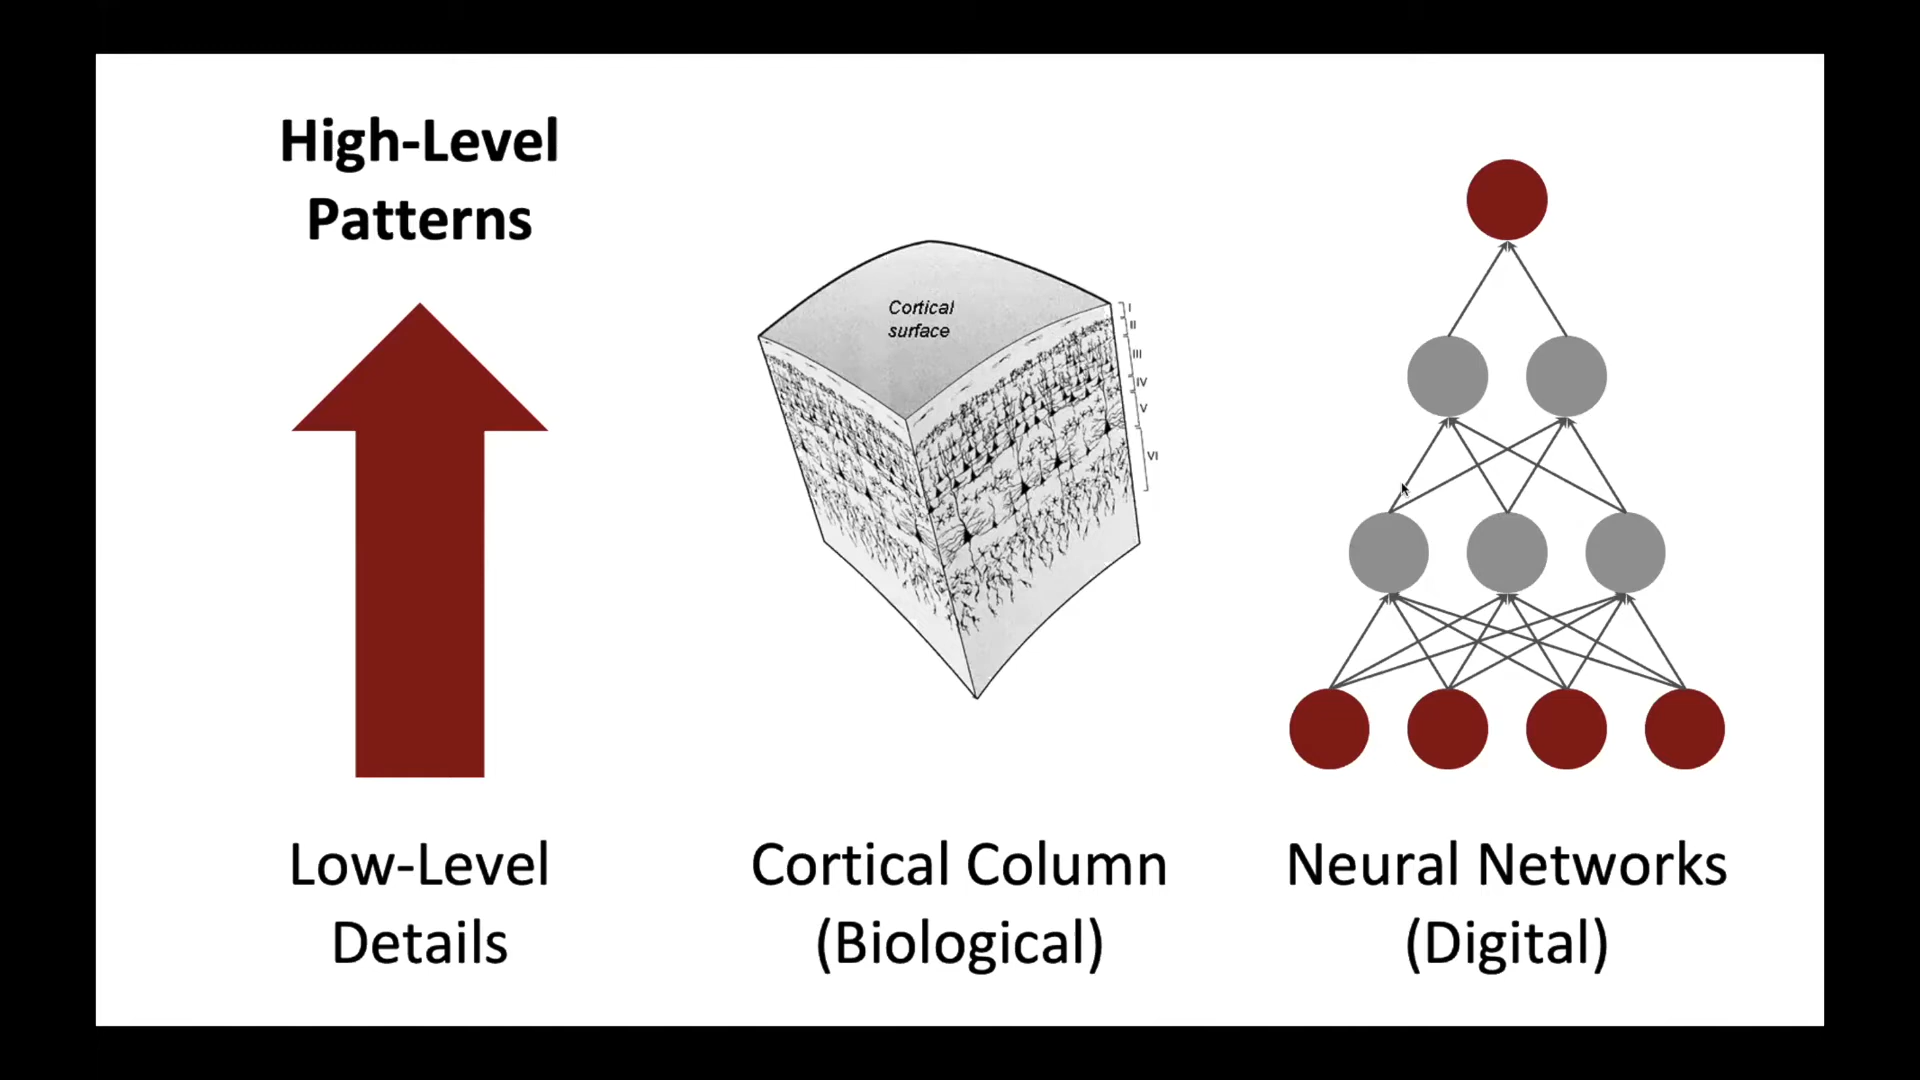 High-Level
Patterns
Low-Level
Details
Cortical
surface
I
II
III
IV
V
VI
Cortical Column
(Biological)
Neural Networks
(Digital)